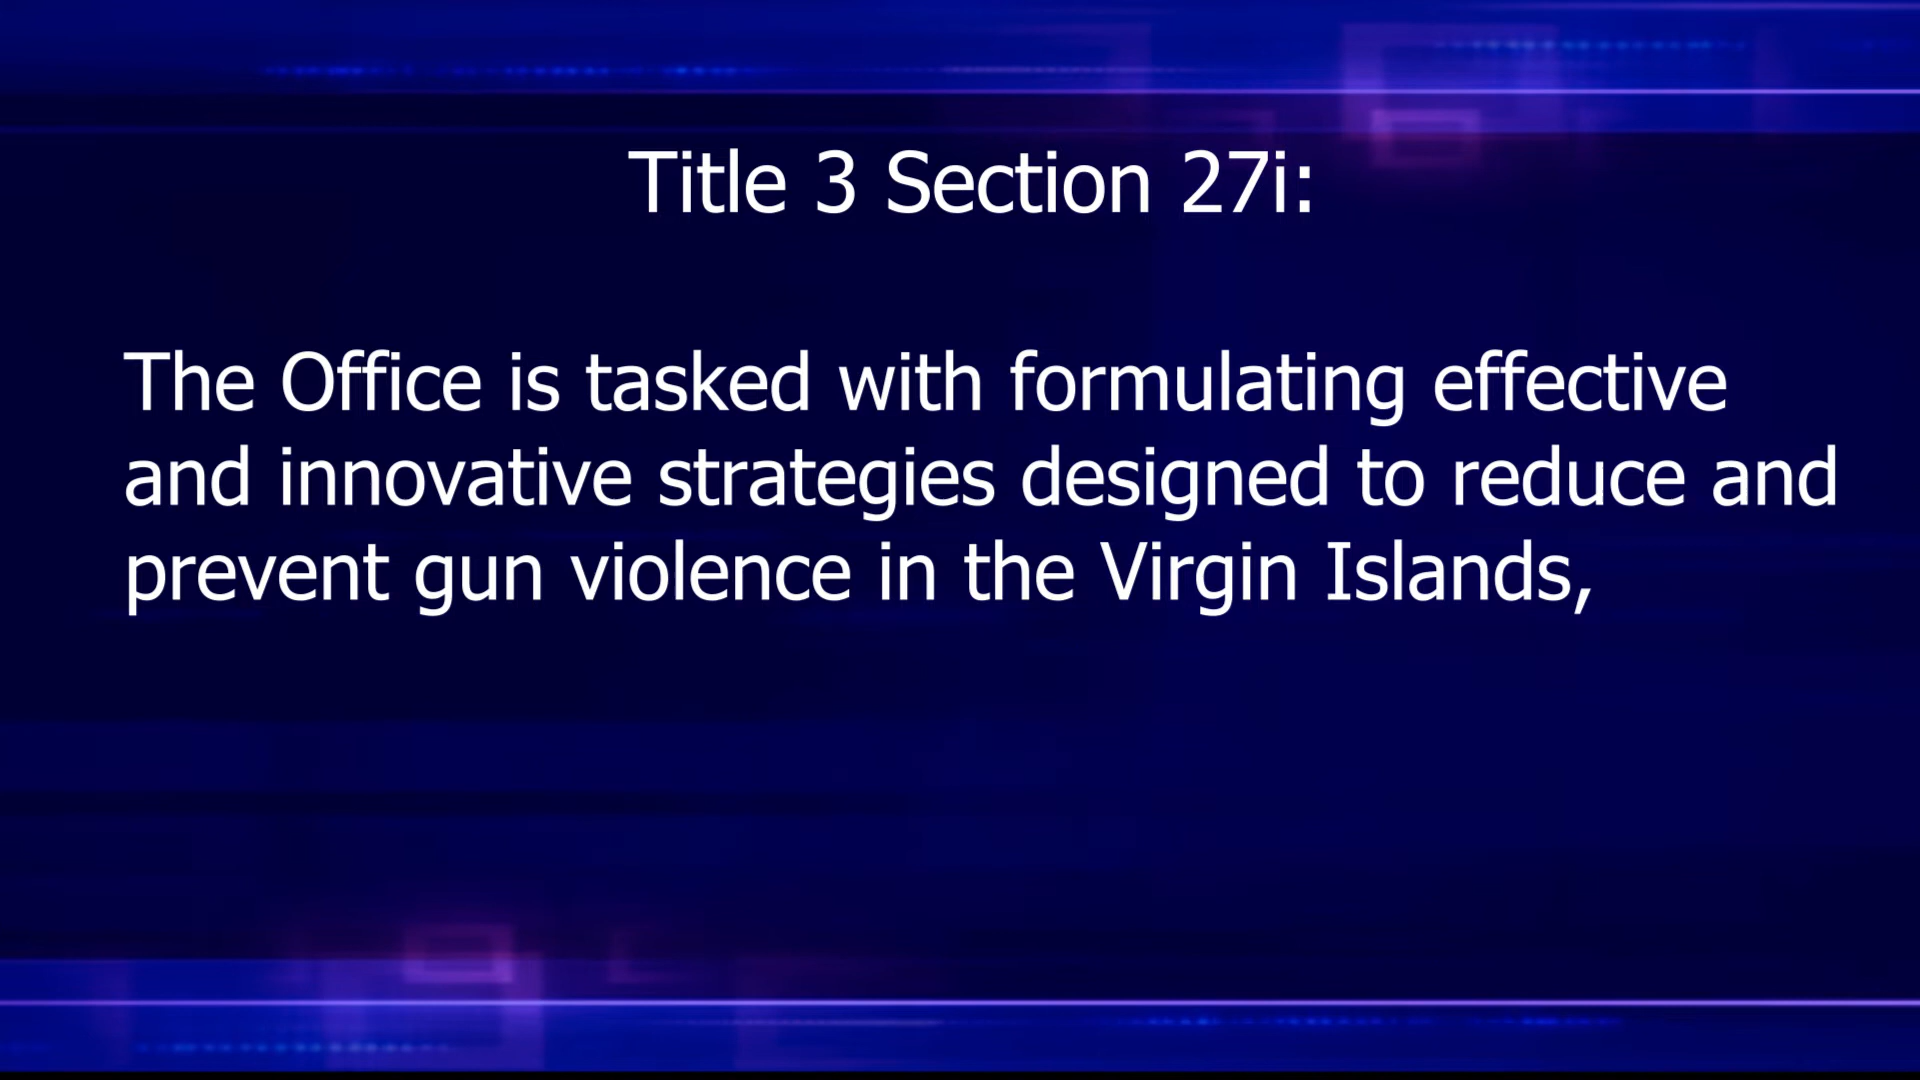 Title 3 Section 27i:
The Office is tasked with formulating effective
and innovative strategies designed to reduce and
prevent gun violence in the Virgin Islands,